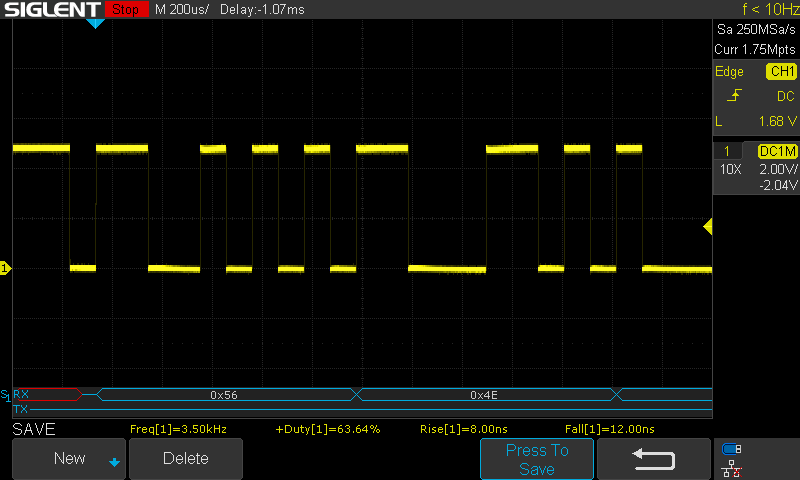 SIGLENT Stop M 200us/ Delay:-1.07ms f < 10Hz
Sa 250MSa/s
Curr 1.75Mpts
Edge CH1
DC
L 1.68 V
1 DC1M
10X 2.00V/
-2.04V
1
S1 RX 0x56 0x4E
TX
SAVE Freq[1]=3.50kHz +Duty[1]=63.64% Rise[1]=8.00ns Fall[1]=12.00ns
New Delete Press To
Save